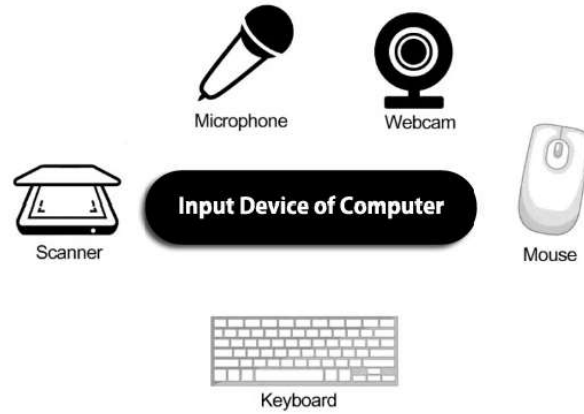 Microphone
Webcam
Input Device of Computer
Scanner
Mouse
Keyboard